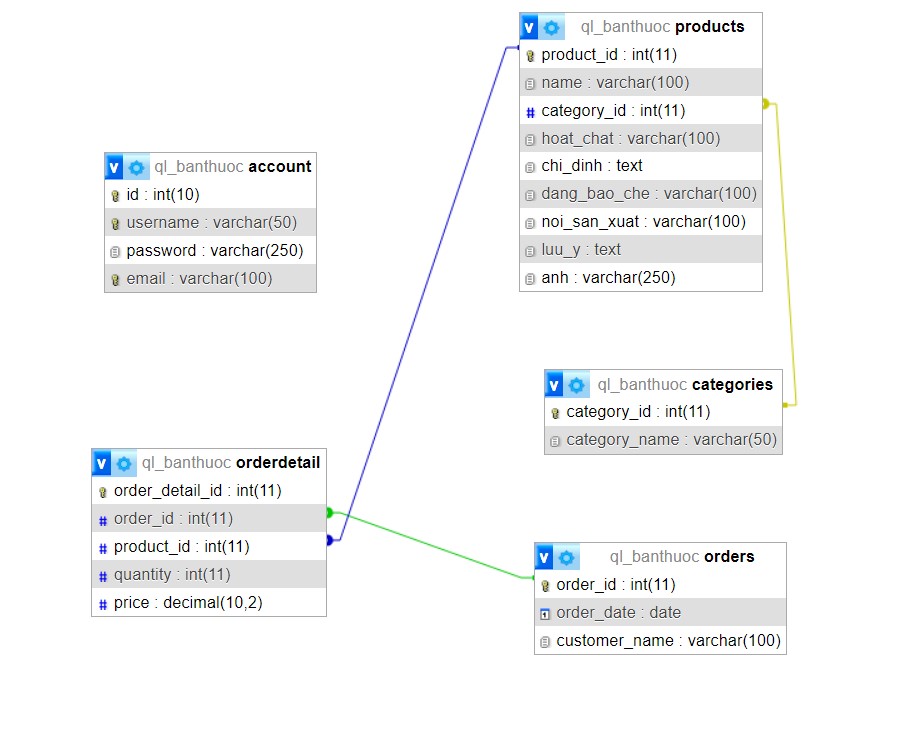 v ql_banthuoc products
product_id : int(11)
name : varchar(100)
# category_id : int(11)
hoat_chat : varchar(100)
chi_dinh : text
dang_bao_che : varchar(100)
noi_san_xuat : varchar(100)
luu_y : text
anh : varchar(250)
v ql_banthuoc account
id : int(10)
username : varchar(50)
password : varchar(250)
email : varchar(100)
v ql_banthuoc categories
category_id : int(11)
category_name : varchar(50)
v ql_banthuoc orderdetail
order_detail_id : int(11)
# order_id : int(11)
# product_id : int(11)
# quantity : int(11)
# price : decimal(10,2)
v ql_banthuoc orders
order_id : int(11)
order_date : date
customer_name : varchar(100)